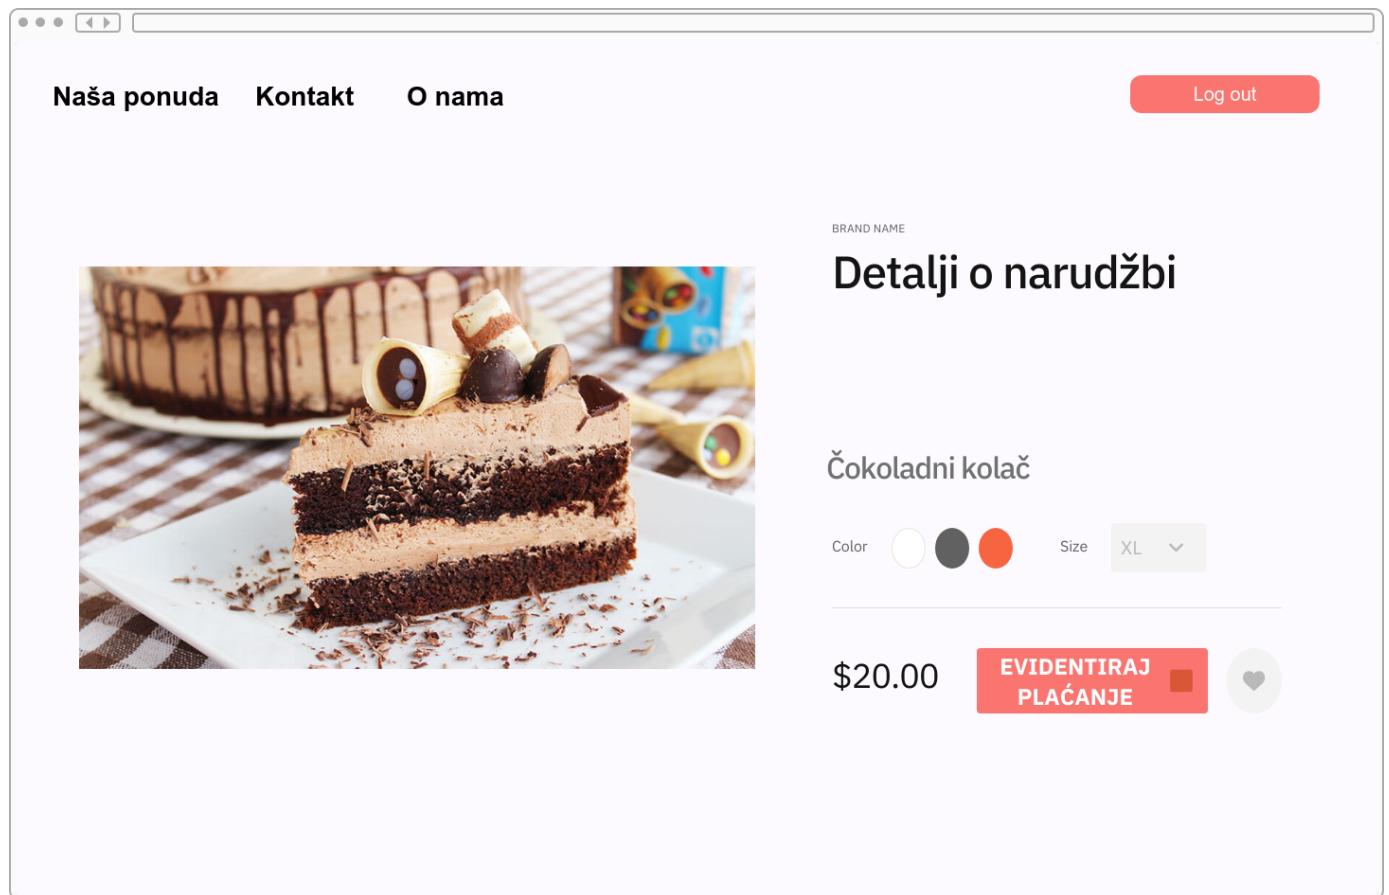 Naša ponuda Kontakt O nama Log out
BRAND NAME
Detalji o narudžbi
Čokoladni kolač
Color Size XL
$20.00
EVIDENTIRAJ
PLAĆANJE